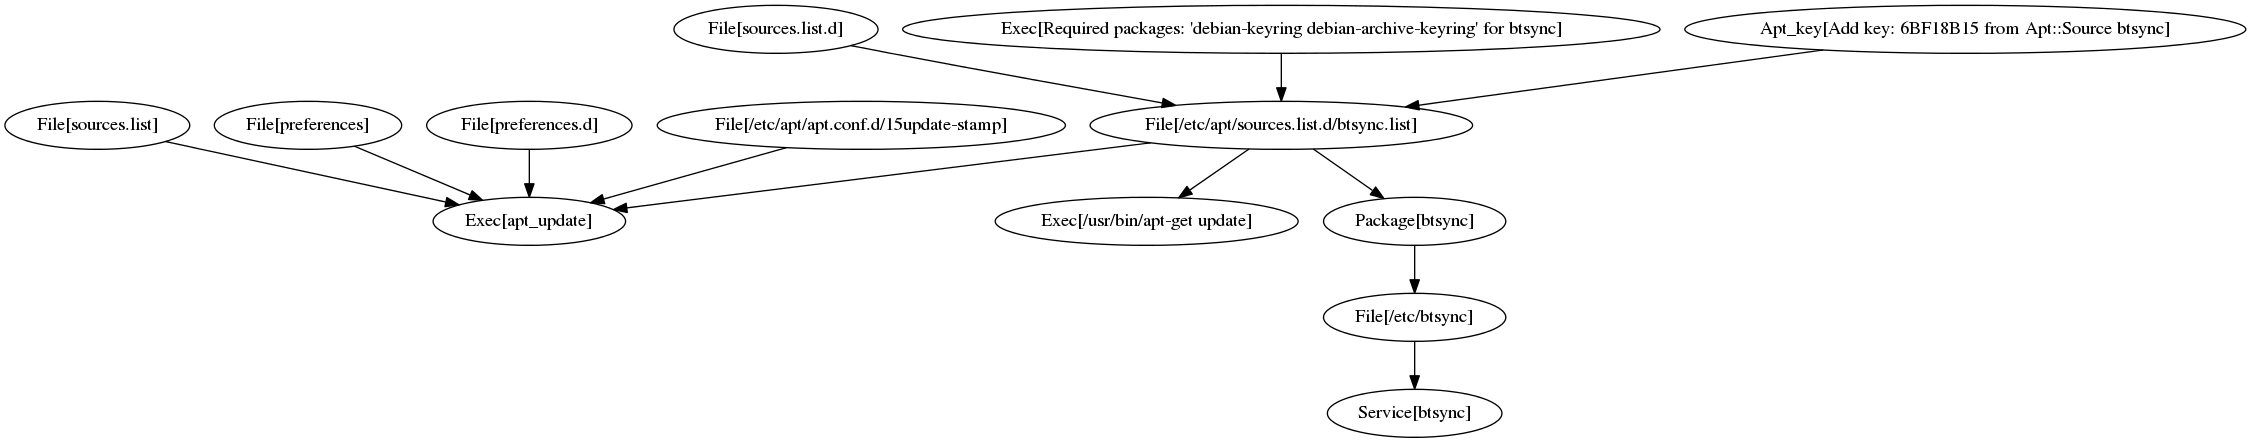 File[sources.list.d]
Exec[Required packages: 'debian-keyring debian-archive-keyring' for btsync]
Apt_key[Add key: 6BF18B15 from Apt::Source btsync]
File[sources.list]
File[preferences]
File[preferences.d]
File[/etc/apt/apt.conf.d/15update-stamp]
File[/etc/apt/sources.list.d/btsync.list]
Exec[apt_update]
Exec[/usr/bin/apt-get update]
Package[btsync]
File[/etc/btsync]
Service[btsync]